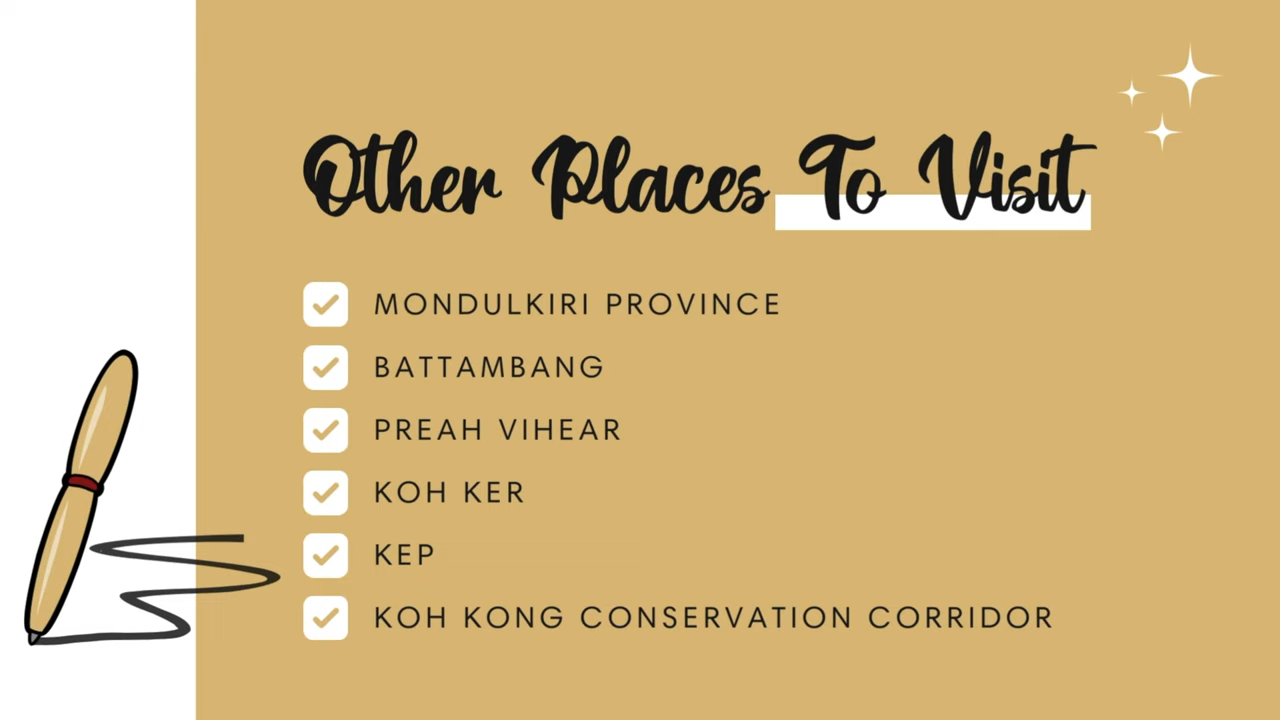 Other Places To Visit
MONDULKIRI PROVINCE
BATTAMBANG
PREAH VIHEAR
KOH KER
KEP
KOH KONG CONSERVATION CORRIDOR